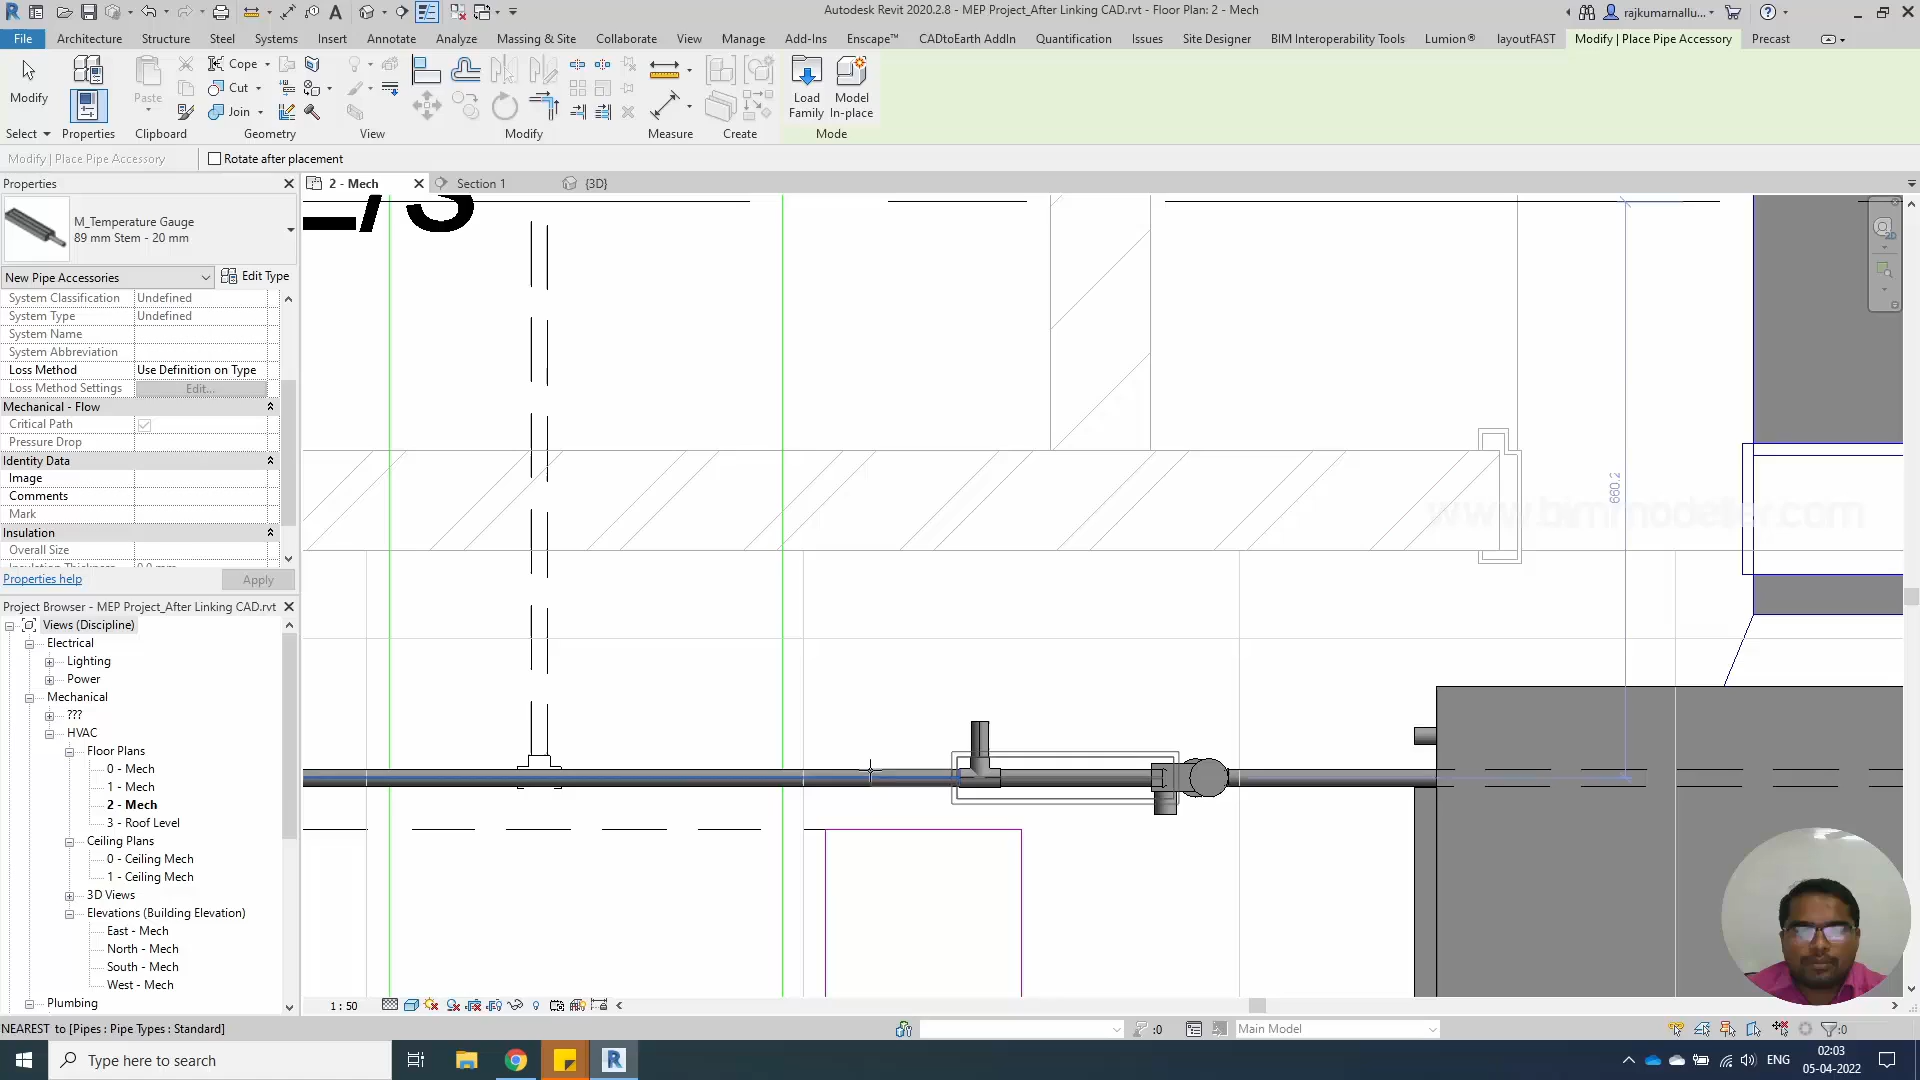 Autodesk Revit 2020.2.8 - MEP Project_After Linking CAD.rvt - Floor Plan: 2 - Mech
rajkumarnallu...
File Architecture Structure Steel Systems Insert Annotate Analyze Massing & Site Collaborate View Manage Add-Ins Enscape™ CADtoEarth AddIn Quantification Issues Site Designer BIM Interoperability Tools Lumion® layoutFAST Modify | Place Pipe Accessory Precast
Cope
Cut
Join
Modify
Paste
Load Family
Model In-place
Select Properties Clipboard Geometry View Modify Measure Create Mode
Modify | Place Pipe Accessory
Rotate after placement
Properties
2 - Mech
Section 1
{3D}
M_Temperature Gauge
89 mm Stem - 20 mm
New Pipe Accessories
Edit Type
System Classification Undefined
System Type Undefined
System Name
System Abbreviation
Loss Method Use Definition on Type
Loss Method Settings Edit...
Mechanical - Flow
Critical Path
Pressure Drop
Identity Data
Image
Comments
Mark
Insulation
Overall Size
Properties help
Apply
660.2
www.bimmodeller.com
Project Browser - MEP Project_After Linking CAD.rvt
Views (Discipline)
Electrical
Lighting
Power
Mechanical
???
HVAC
Floor Plans
0 - Mech
1 - Mech
2 - Mech
3 - Roof Level
Ceiling Plans
0 - Ceiling Mech
1 - Ceiling Mech
3D Views
Elevations (Building Elevation)
East - Mech
North - Mech
South - Mech
West - Mech
Plumbing
1 : 50
NEAREST to [Pipes : Pipe Types : Standard]
:0
Main Model
:0
Type here to search
ENG
02:03
05-04-2022